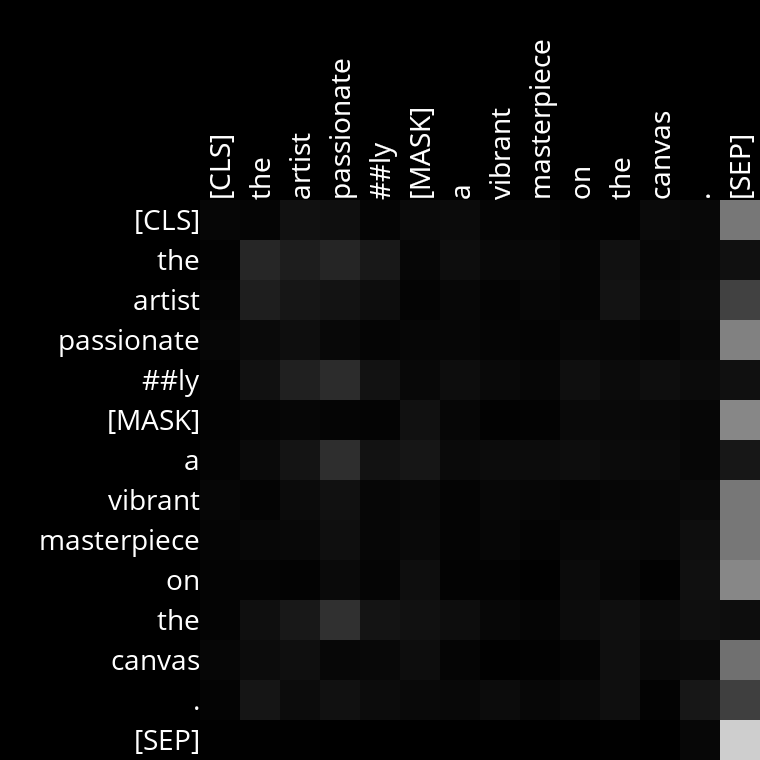 [CLS] the artist passionate ##ly [MASK] a vibrant masterpiece on the canvas . [SEP]
[CLS]
the
artist
passionate
##ly
[MASK]
a
vibrant
masterpiece
on
the
canvas
.
[SEP]